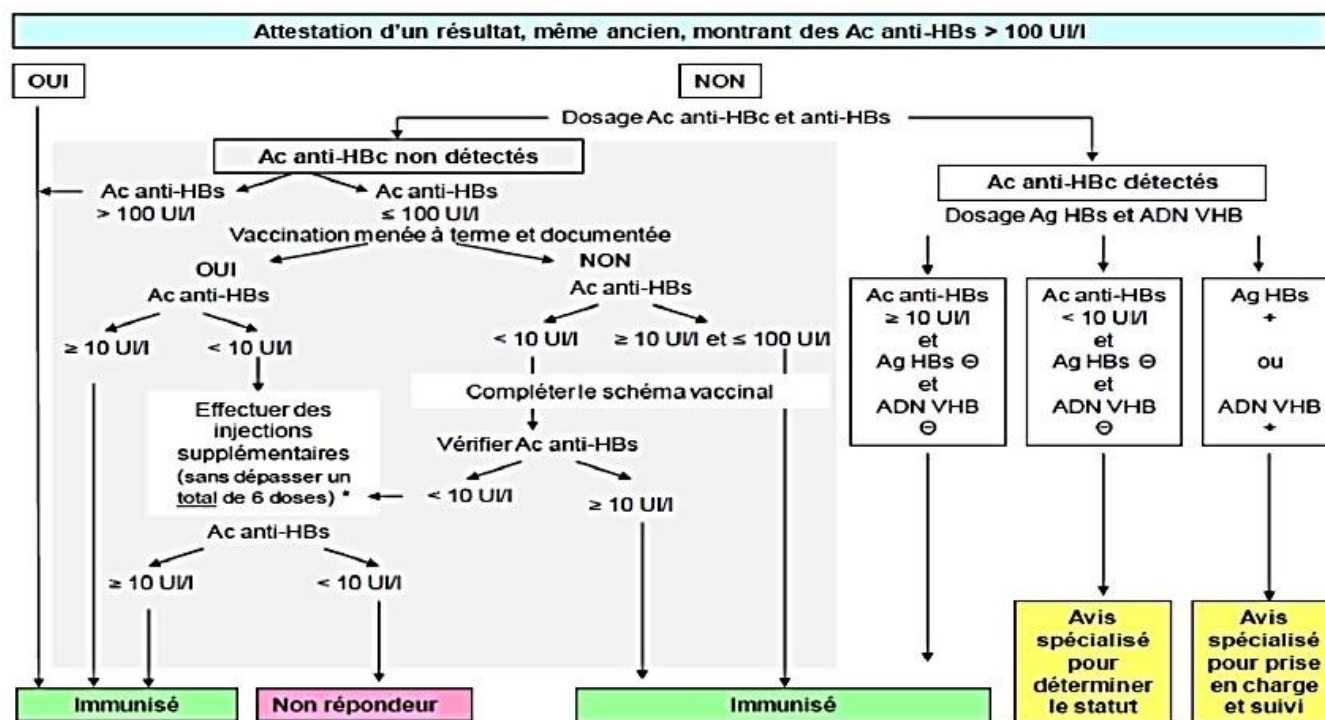 Attestation d'un résultat, même ancien, montrant des Ac anti-HBs > 100 UI/l
OUI
NON
Dosage Ac anti-HBc et anti-HBs
Ac anti-HBc non détectés
Ac anti-HBs
> 100 UI/l
Ac anti-HBs
≤ 100 UI/l
Vaccination menée à terme et documentée
OUI
Ac anti-HBs
≥ 10 UI/l
< 10 UI/l
Effectuer des
injections
supplémentaires
(sans dépasser un
total de 6 doses) *
Ac anti-HBs
≥ 10 UI/l
< 10 UI/l
NON
Ac anti-HBs
< 10 UI/l
≥ 10 UI/l et ≤ 100 UI/l
Compléter le schéma vaccinal
Vérifier Ac anti-HBs
< 10 UI/l
≥ 10 UI/l
Ac anti-HBc détectés
Dosage Ag HBs et ADN VHB
Ac anti-HBs
≥ 10 UI/l
et
Ag HBs ⊖
et
ADN VHB
⊖
Ac anti-HBs
< 10 UI/l
et
Ag HBs ⊖
et
ADN VHB
⊖
Ag HBs
+
ou
ADN VHB
+
Immunisé
Non répondeur
Immunisé
Avis
spécialisé
pour
déterminer
le statut
Avis
spécialisé
pour prise
en charge
et suivi